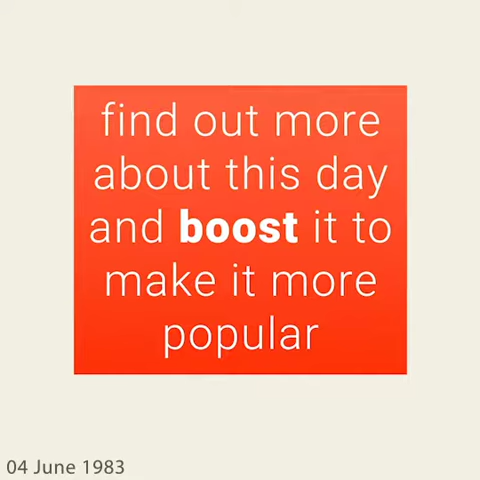 find out more
about this day
and boost it to
make it more
popular
04 June 1983